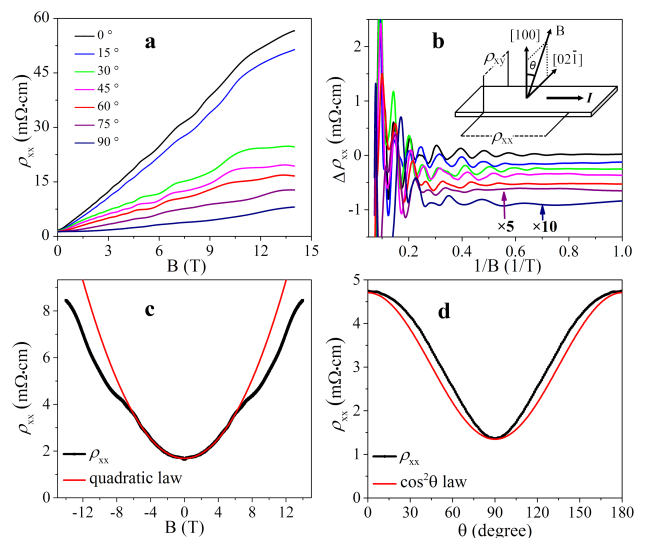 a
0 °
15 °
30 °
45 °
60 °
75 °
90 °
60
45
30
15
0
ρxx (mΩ·cm)
0 3 6 9 12 15
B (T)
b
[100]
B
[021̄]
θ
ρxy
I
ρxx
2
1
0
-1
Δρxx (mΩ·cm)
×5
×10
0.2 0.4 0.6 0.8 1.0
1/B (1/T)
c
8
6
4
2
0
ρxx (mΩ·cm)
ρxx
quadratic law
-12 -8 -4 0 4 8 12
B (T)
d
5
4
3
2
1
0
ρxx (mΩ·cm)
ρxx
cos²θ law
0 30 60 90 120 150 180
θ (degree)